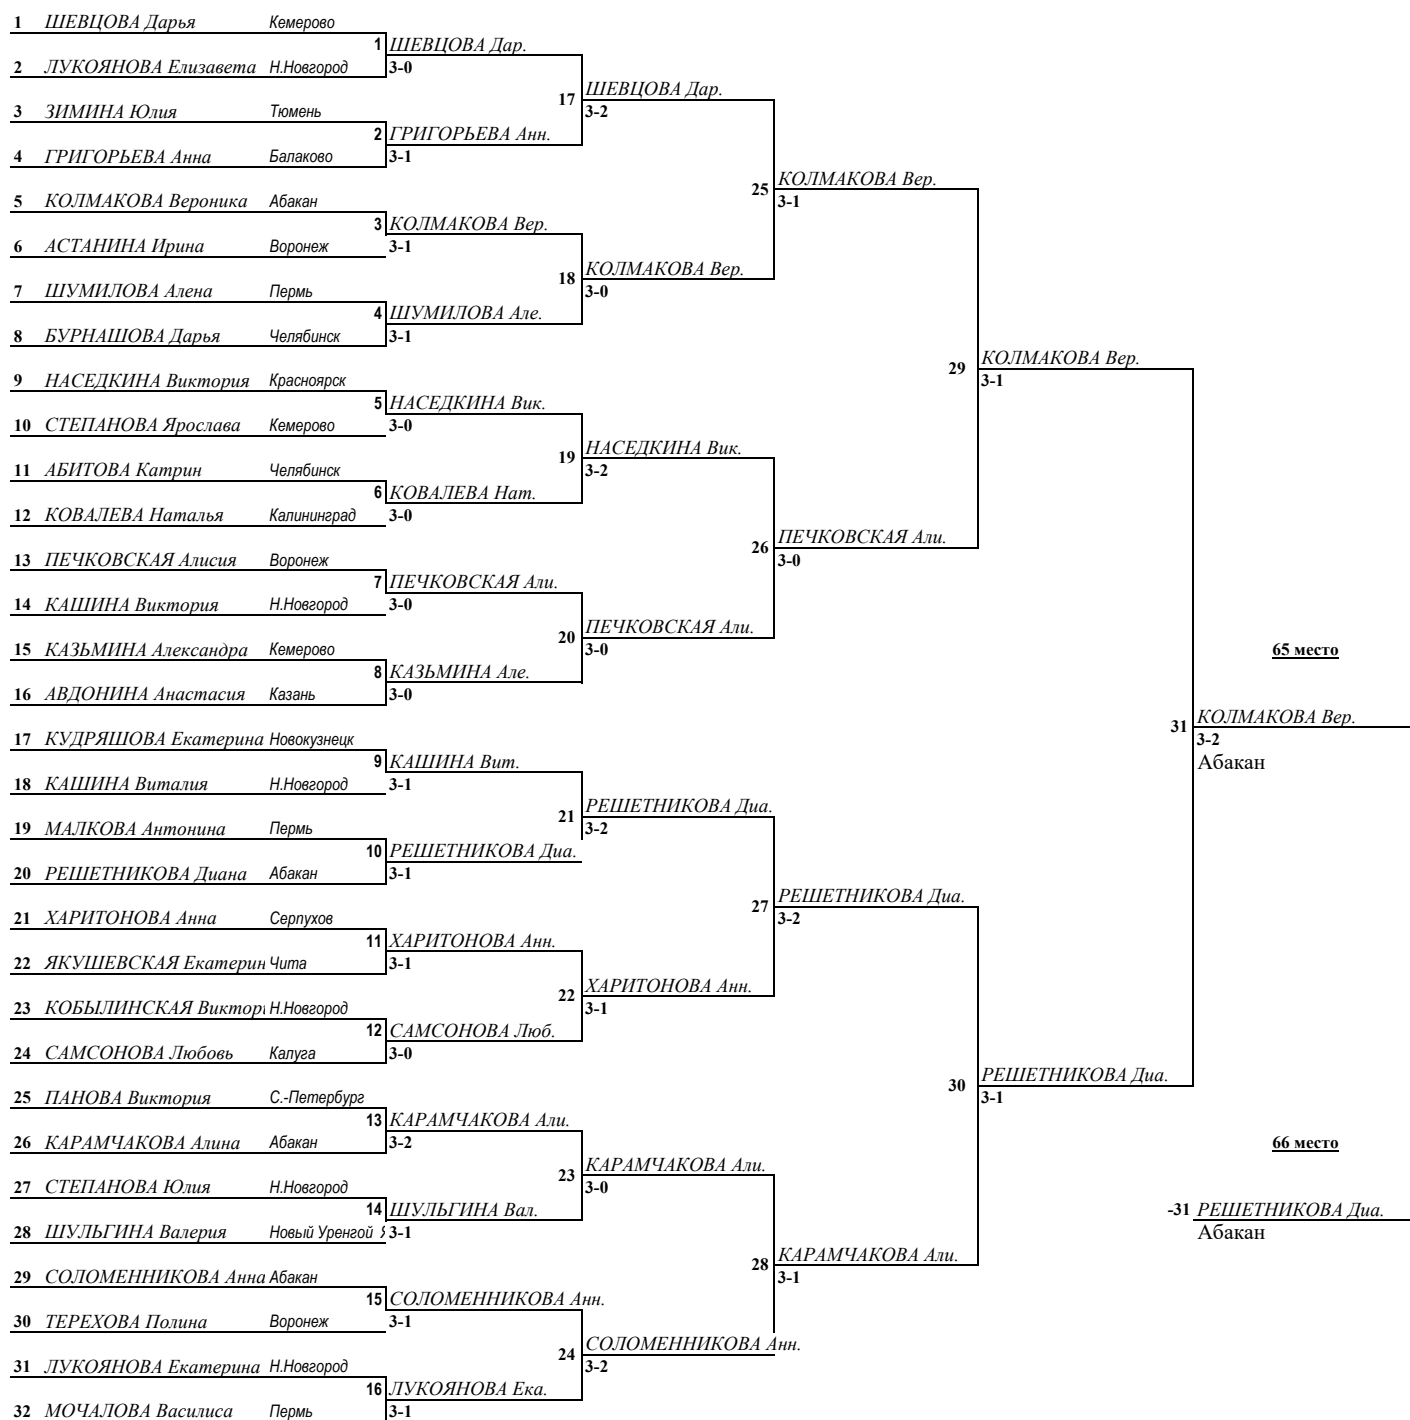 1 ШЕВЦОВА Дарья Кемерово
1 ШЕВЦОВА Дар.
2 ЛУКОЯНОВА Елизавета Н.Новгород 3-0
17 ШЕВЦОВА Дар.
3 ЗИМИНА Юлия Тюмень 3-2
2 ГРИГОРЬЕВА Анн.
4 ГРИГОРЬЕВА Анна Балаково 3-1
25 КОЛМАКОВА Вер.
5 КОЛМАКОВА Вероника Абакан 3-1
3 КОЛМАКОВА Вер.
6 АСТАНИНА Ирина Воронеж 3-1
18 КОЛМАКОВА Вер.
7 ШУМИЛОВА Алена Пермь 3-0
4 ШУМИЛОВА Але.
8 БУРНАШОВА Дарья Челябинск 3-1
29 КОЛМАКОВА Вер.
9 НАСЕДКИНА Виктория Красноярск 3-1
5 НАСЕДКИНА Вик.
10 СТЕПАНОВА Ярослава Кемерово 3-0
19 НАСЕДКИНА Вик.
11 АБИТОВА Катрин Челябинск 3-2
6 КОВАЛЕВА Нат.
12 КОВАЛЕВА Наталья Калининград 3-0
26 ПЕЧКОВСКАЯ Али.
13 ПЕЧКОВСКАЯ Алисия Воронеж 3-0
7 ПЕЧКОВСКАЯ Али.
14 КАШИНА Виктория Н.Новгород 3-0
20 ПЕЧКОВСКАЯ Али.
15 КАЗЬМИНА Александра Кемерово 3-0 65 место
8 КАЗЬМИНА Але.
16 АВДОНИНА Анастасия Казань 3-0
31 КОЛМАКОВА Вер.
17 КУДРЯШОВА Екатерина Новокузнецк 3-2
9 КАШИНА Вит. Абакан
18 КАШИНА Виталия Н.Новгород 3-1
21 РЕШЕТНИКОВА Диа.
19 МАЛКОВА Антонина Пермь 3-2
10 РЕШЕТНИКОВА Диа.
20 РЕШЕТНИКОВА Диана Абакан 3-1
27 РЕШЕТНИКОВА Диа.
21 ХАРИТОНОВА Анна Серпухов 3-2
11 ХАРИТОНОВА Анн.
22 ЯКУШЕВСКАЯ Екатерин Чита 3-1
22 ХАРИТОНОВА Анн.
23 КОБЫЛИНСКАЯ Виктор Н.Новгород 3-1
12 САМСОНОВА Люб.
24 САМСОНОВА Любовь Калуга 3-0
30 РЕШЕТНИКОВА Диа.
25 ПАНОВА Виктория С.-Петербург 3-1
13 КАРАМЧАКОВА Али.
26 КАРАМЧАКОВА Алина Абакан 3-2 66 место
23 КАРАМЧАКОВА Али.
27 СТЕПАНОВА Юлия Н.Новгород 3-0
14 ШУЛЬГИНА Вал. -31 РЕШЕТНИКОВА Диа.
28 ШУЛЬГИНА Валерия Новый Уренгой 3-1 Абакан
28 КАРАМЧАКОВА Али.
29 СОЛОМЕННИКОВА Анна Абакан 3-1
15 СОЛОМЕННИКОВА Анн.
30 ТЕРЕХОВА Полина Воронеж 3-1
24 СОЛОМЕННИКОВА Анн.
31 ЛУКОЯНОВА Екатерина Н.Новгород 3-2
16 ЛУКОЯНОВА Ека.
32 МОЧАЛОВА Василиса Пермь 3-1